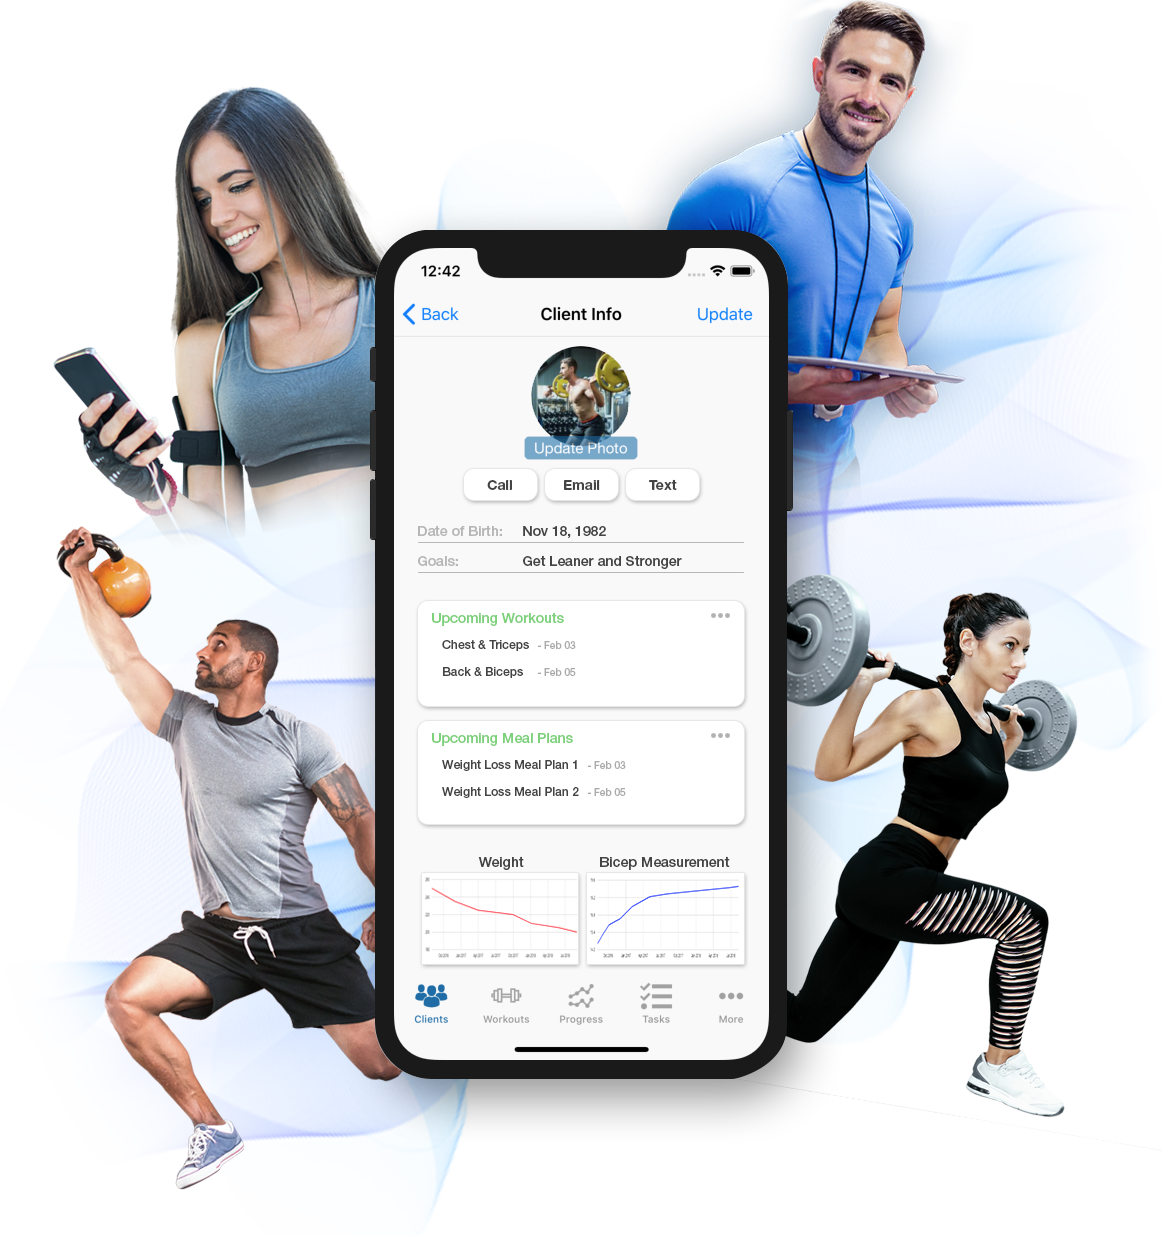 12:42
Back Client Info Update
Update Photo
Call Email Text
Date of Birth: Nov 18, 1982
Goals: Get Leaner and Stronger
Upcoming Workouts
Chest & Triceps - Feb 03
Back & Biceps - Feb 05
Upcoming Meal Plans
Weight Loss Meal Plan 1 - Feb 03
Weight Loss Meal Plan 2 - Feb 05
Weight Bicep Measurement
Clients Workouts Progress Tasks More